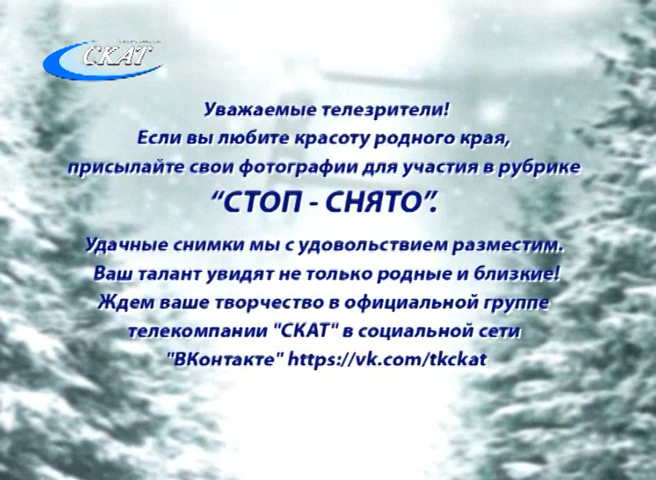 СКАТ
Уважаемые телезрители!
Если вы любите красоту родного края,
присылайте свои фотографии для участия в рубрике
“СТОП - СНЯТО”.
Удачные снимки мы с удовольствием разместим.
Ваш талант увидят не только родные и близкие!
Ждем ваше творчество в официальной группе
телекомпании "СКАТ" в социальной сети
"ВКонтакте" https://vk.com/tkckat